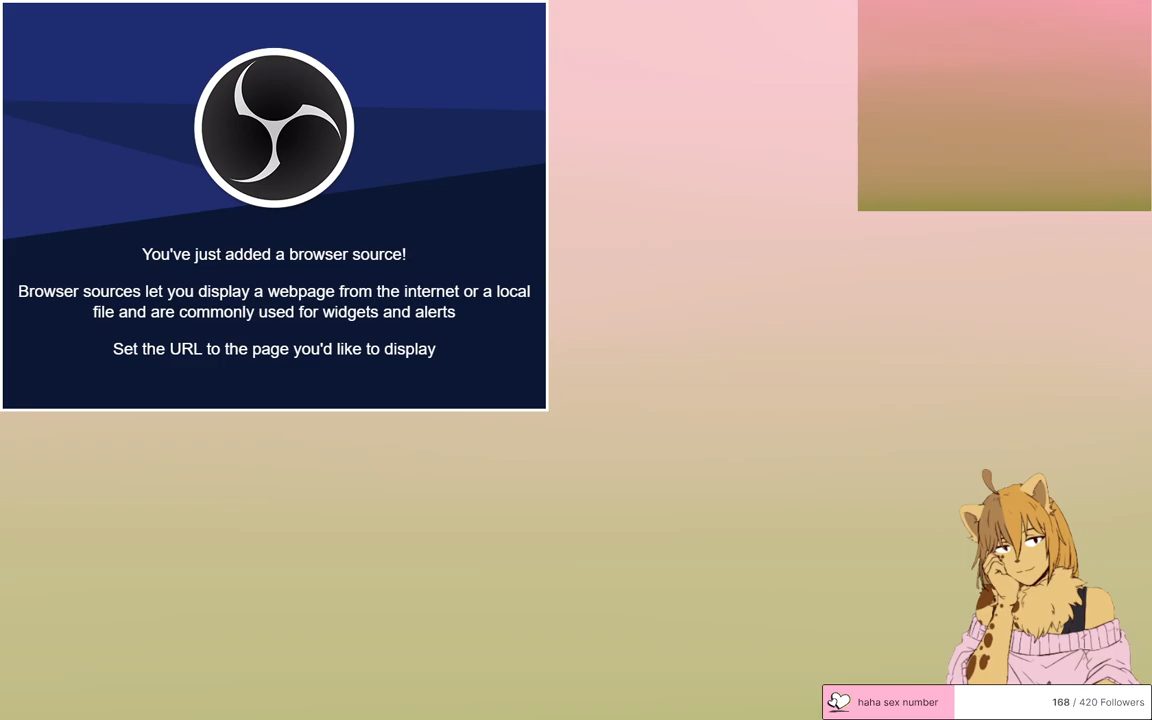 You've just added a browser source!
Browser sources let you display a webpage from the internet or a local
file and are commonly used for widgets and alerts
Set the URL to the page you'd like to display
haha sex number
168 / 420 Followers